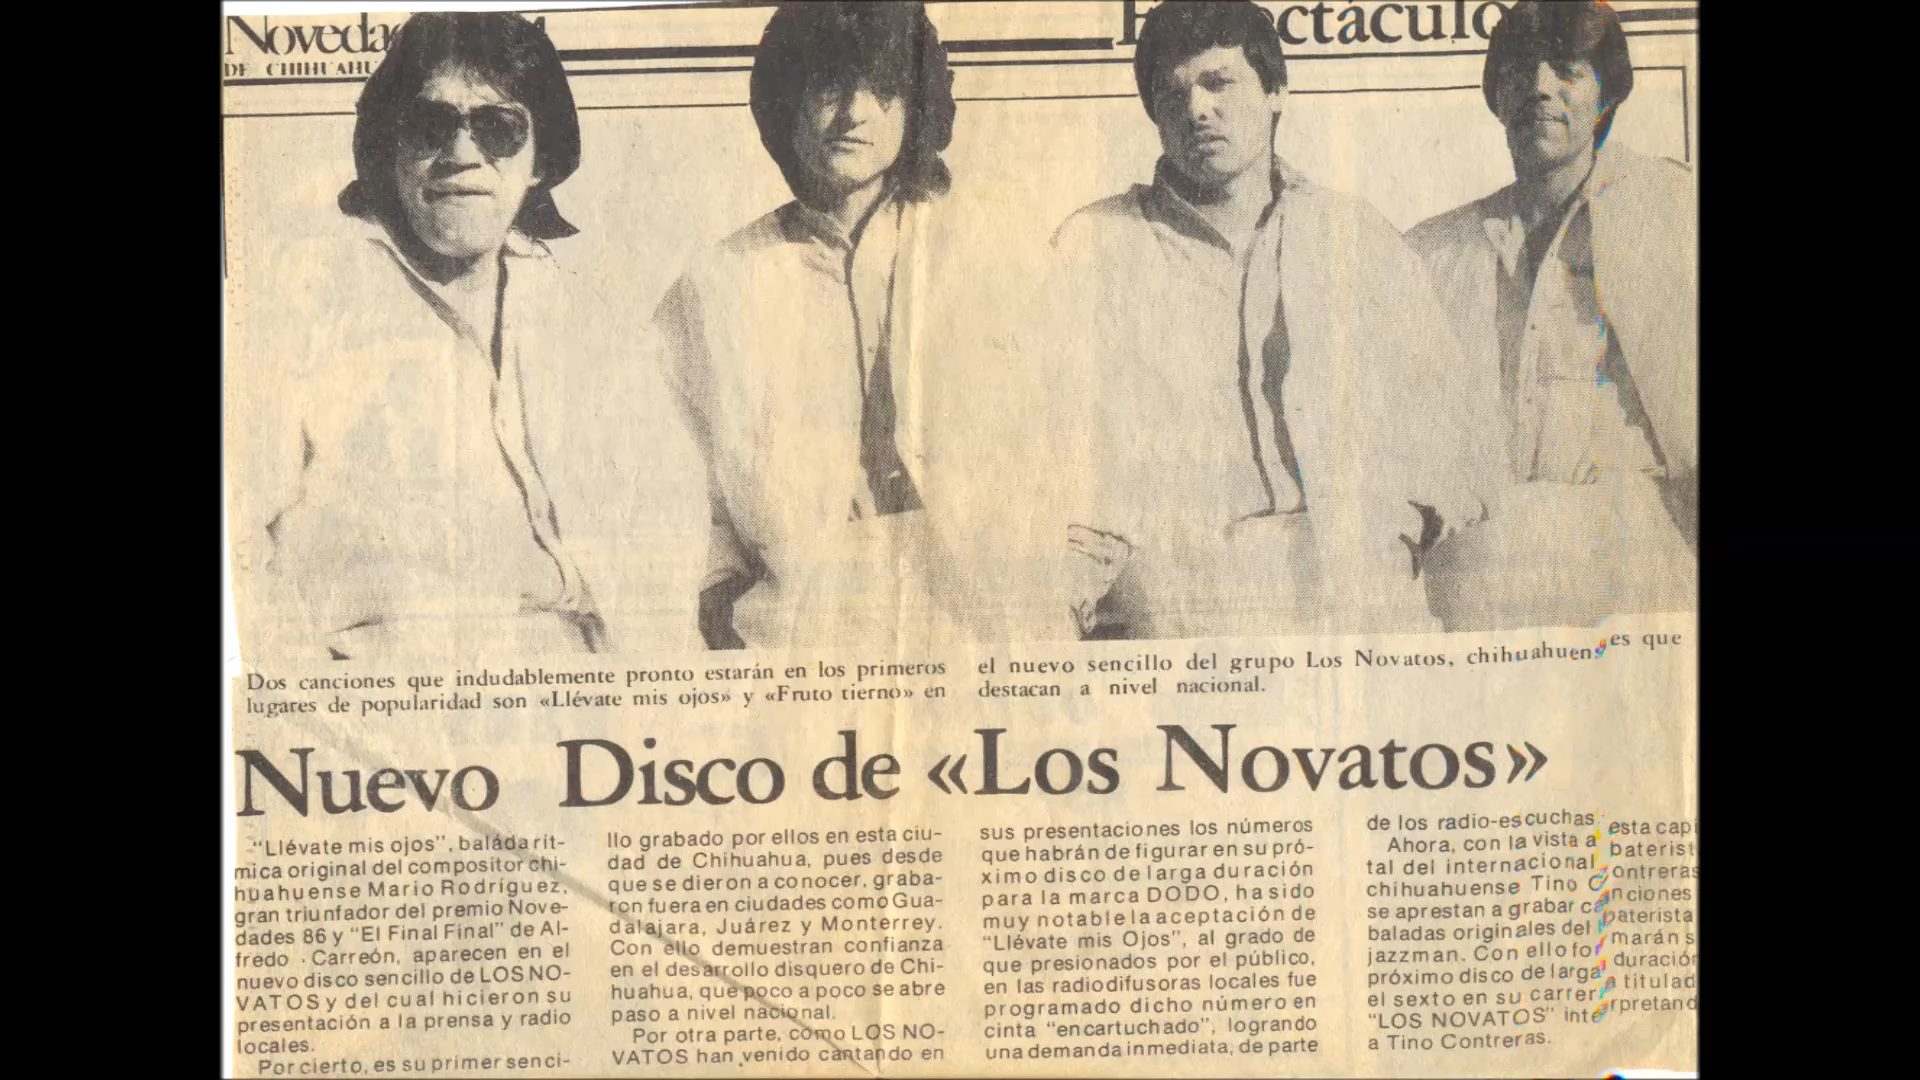 Noveda
DE CHIHUAHU
Espectáculo
Dos canciones que indudablemente pronto estarán en los primeros
lugares de popularidad son «Llévate mis ojos» y «Fruto tierno» en
el nuevo sencillo del grupo Los Novatos, chihuahuenses que
destacan a nivel nacional.
Nuevo Disco de «Los Novatos»
"Llévate mis ojos", baláda rít-
mica original del compositor chi-
huahuense Mario Rodríguez,
gran triunfador del premio Nove-
dades 86 y "El Final Final" de Al-
fredo Carreón, aparecen en el
nuevo disco sencillo de LOS NO-
VATOS y del cual hicieron su
presentación a la prensa y radio
locales.
Por cierto, es su primer senci-
llo grabado por ellos en esta ciu-
dad de Chihuahua, pues desde
que se dieron a conocer, graba-
ron fuera en ciudades como Gua-
dalajara, Juárez y Monterrey.
Con ello demuestran confianza
en el desarrollo disquero de Chi-
huahua, que poco a poco se abre
paso a nivel nacional.
Por otra parte, como LOS NO-
VATOS han venido cantando en
sus presentaciones los números
que habrán de figurar en su pró-
ximo disco de larga duración
para la marca DODO, ha sido
muy notable la aceptación de
"Llévate mis Ojos", al grado de
que presionados por el público,
en las radiodifusoras locales fue
programado dicho número en
cinta "encartuchado", logrando
una demanda inmediata, de parte
de los radio-escuchas.
Ahora, con la vista a
tal del internacional
chihuahuense Tino
se aprestan a grabar
baladas originales del
jazzman. Con ello
próximo disco de larga
el sexto en su carrer
"LOS NOVATOS" inte
a Tino Contreras.
esta capi
baterist
ontreras
nciones
baterista
marán s
duración
titulad
rpretand